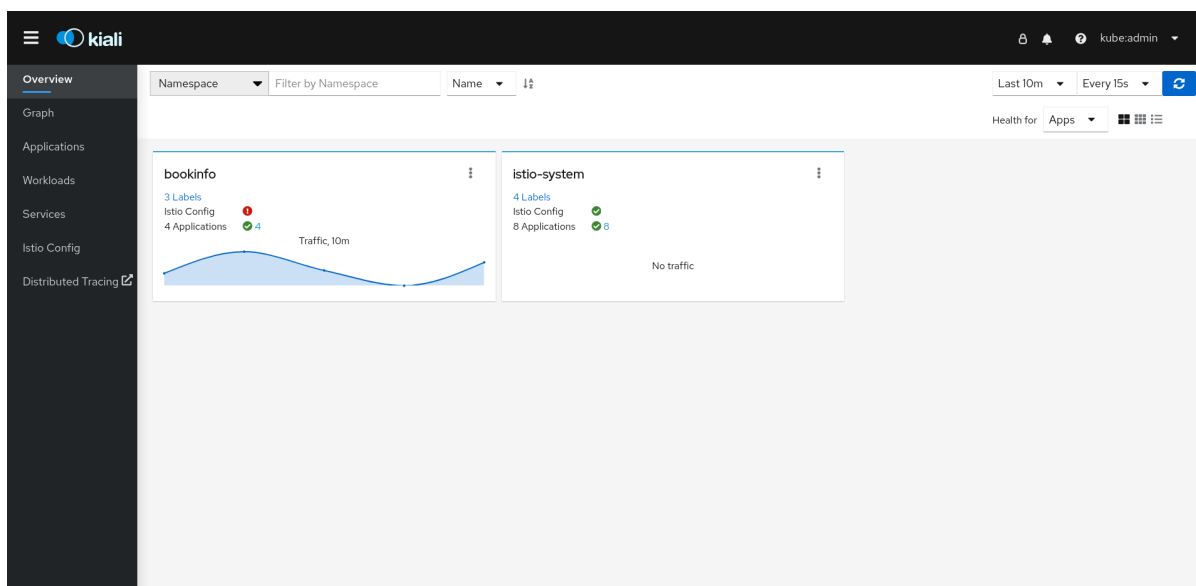 kiali
kube:admin
Overview
Graph
Applications
Workloads
Services
Istio Config
Distributed Tracing
Namespace Filter by Namespace Name Last 10m Every 15s
Health for Apps
bookinfo
3 Labels
Istio Config
4 Applications 4
Traffic, 10m
istio-system
4 Labels
Istio Config
8 Applications 8
No traffic